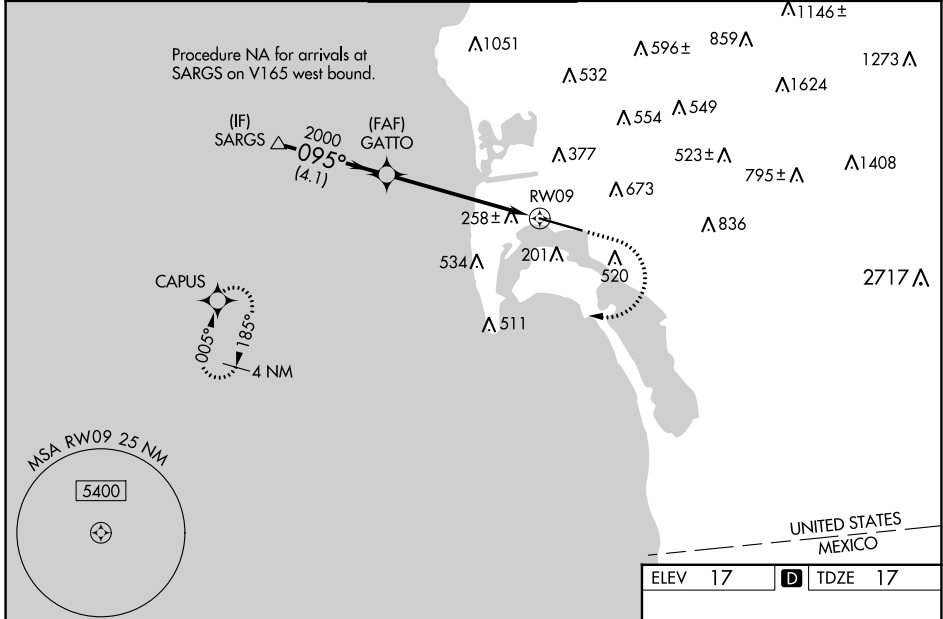 1146±
1051
596±
859
1273
Procedure NA for arrivals at
SARGS on V165 west bound.
532
1624
554
549
(IF)
SARGS
2000
095°
(4.1)
(FAF)
GATTO
377
523±
795±
1408
673
RW09
258±
836
534
201
520
2717
CAPUS
005°
185°
4 NM
511
MSA RW09 25 NM
5400
UNITED STATES
MEXICO
ELEV 17 D TDZE 17